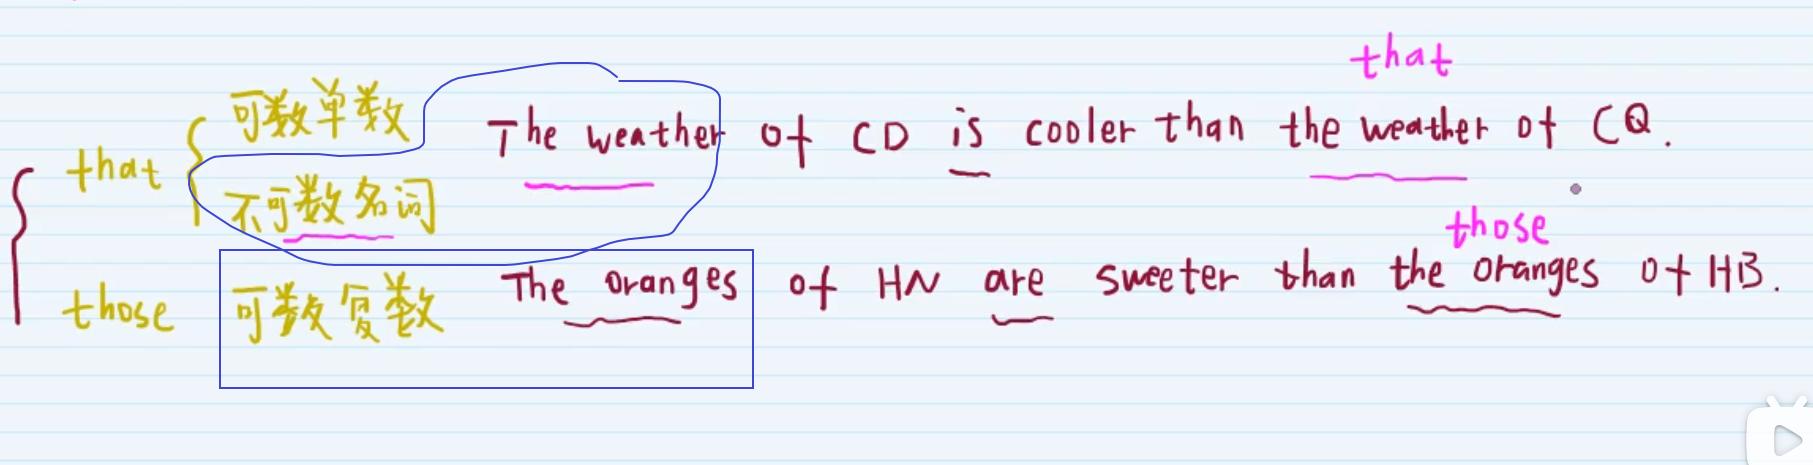 that
可数单数 The weather of CD is cooler than the weather of CQ.
that
不可数名词
those
those 可数复数 The oranges of HN are sweeter than the oranges of HB.